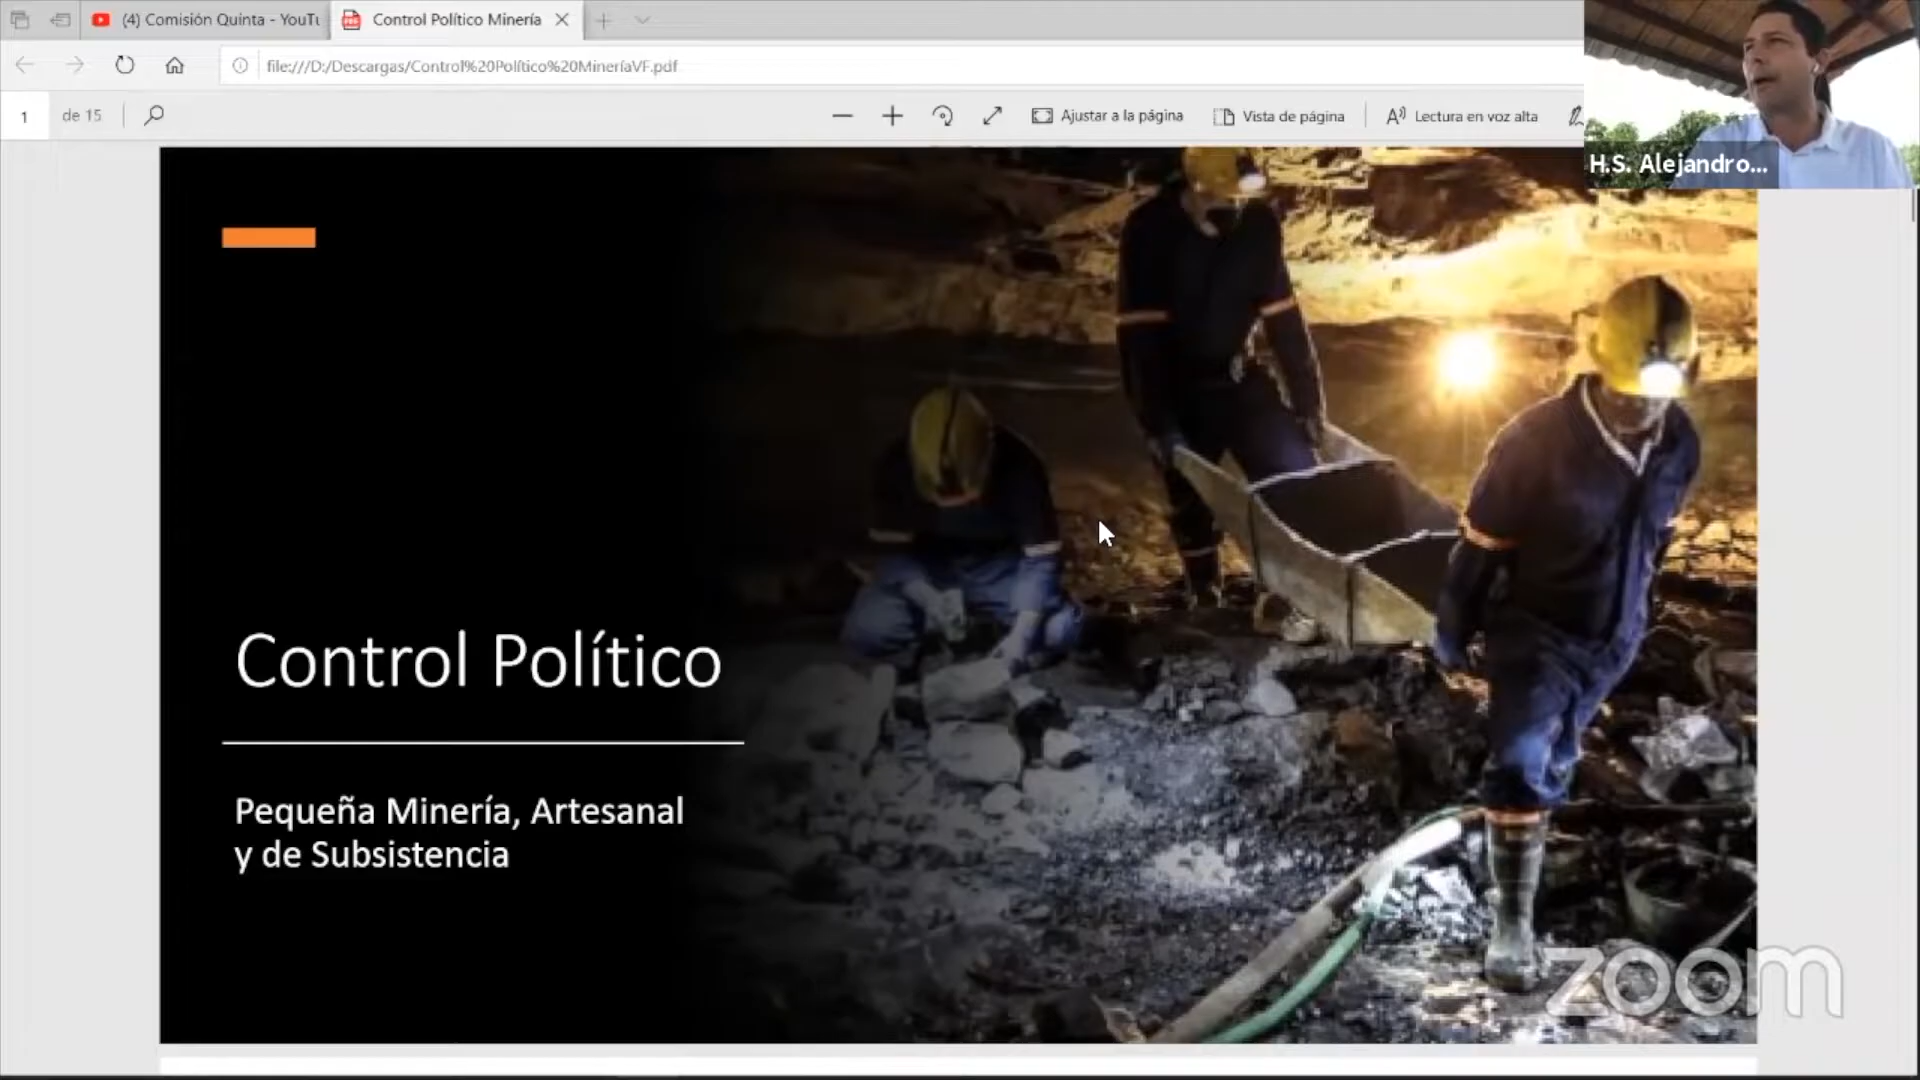 (4) Comisión Quinta - YouTu
Control Político Minería
file:///D:/Descargas/Control%20Político%20MineríaVF.pdf
1 de 15
Ajustar a la página
Vista de página
Lectura en voz alta
H.S. Alejandro...
Control Político
Pequeña Minería, Artesanal
y de Subsistencia
zoom